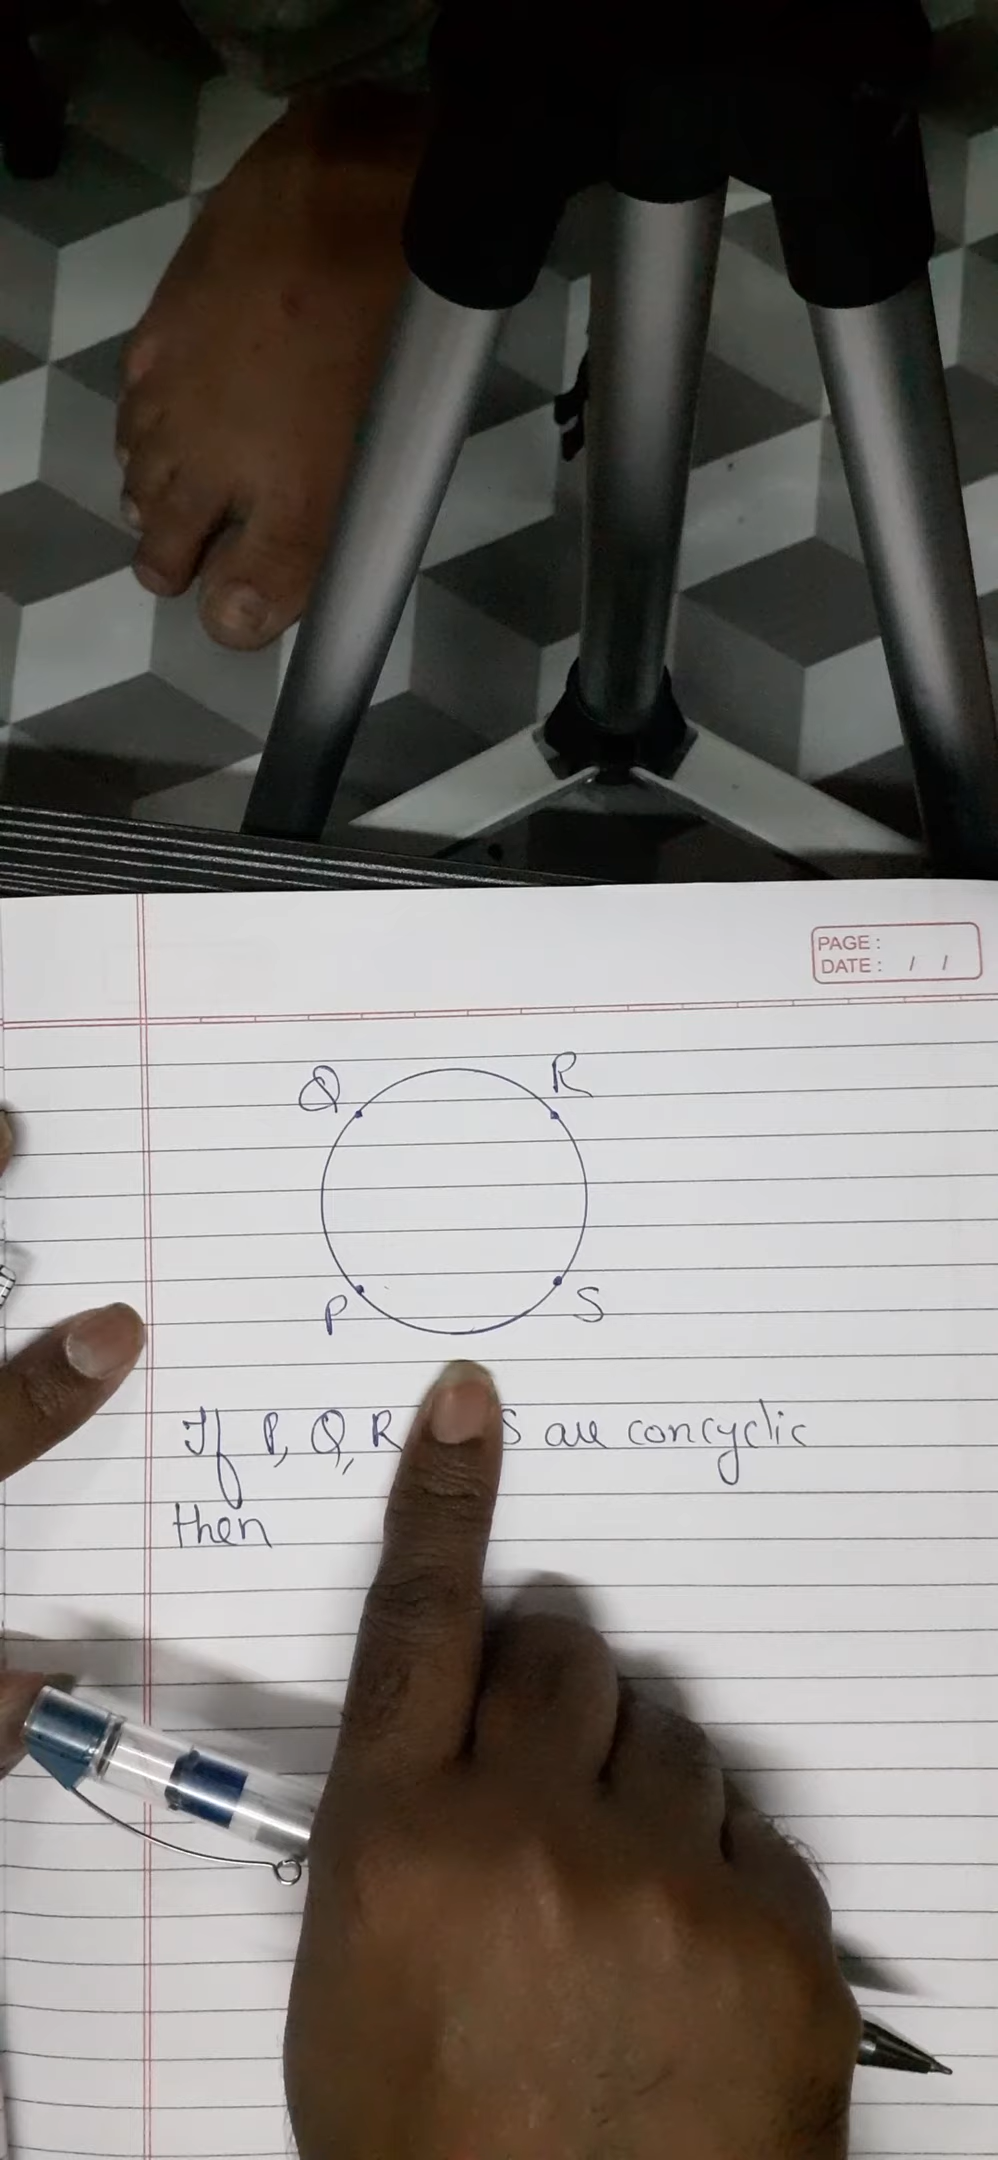 PAGE :
DATE : / /
Q R
P S
If P, Q, R S are concyclic
then